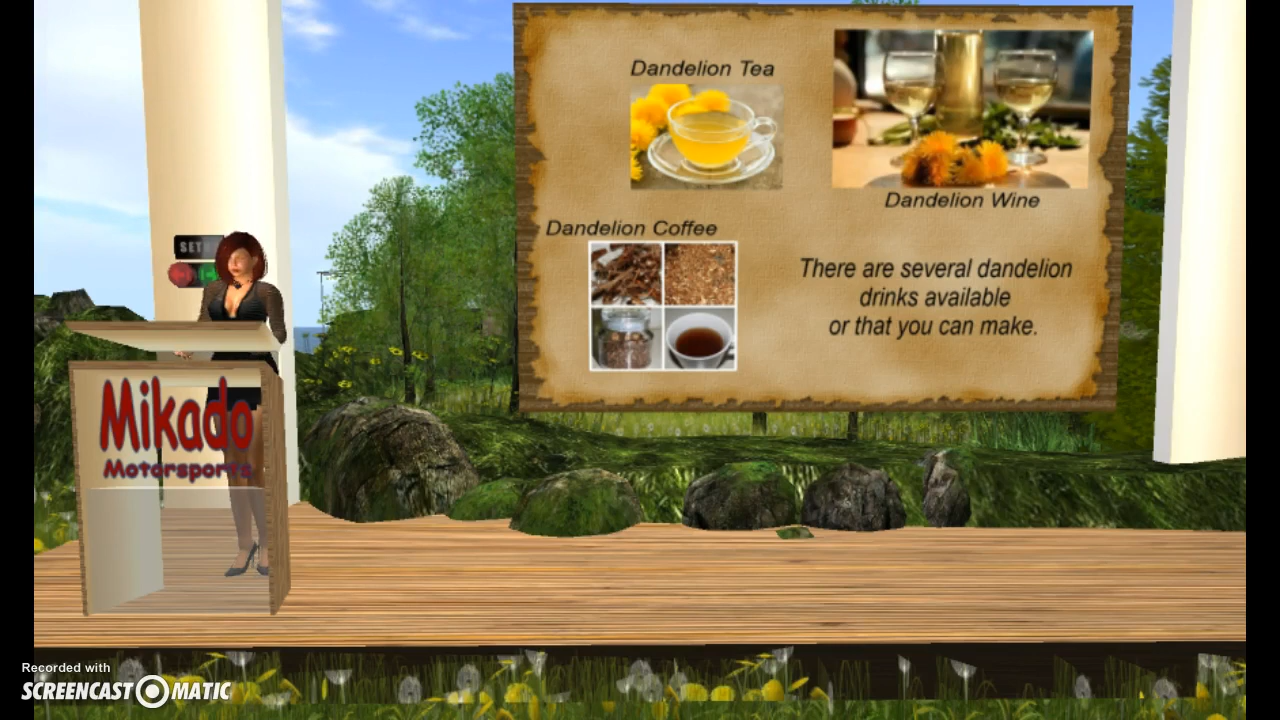 Dandelion Tea
Dandelion Wine
Dandelion Coffee
There are several dandelion
drinks available
or that you can make.
SET
Mikado
Motorsports
Recorded with
SCREENCAST MATIC